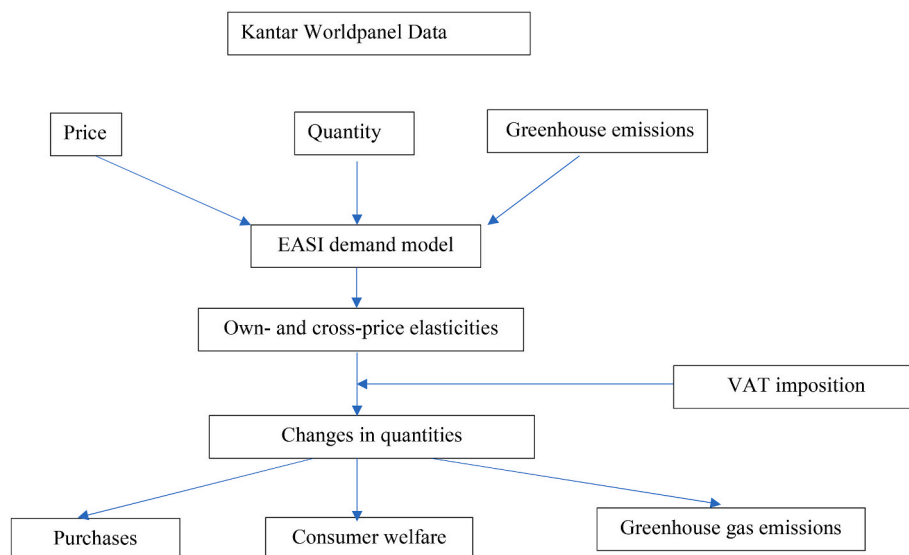 Kantar Worldpanel Data
Price
Quantity
Greenhouse emissions
EASI demand model
Own- and cross-price elasticities
VAT imposition
Changes in quantities
Purchases
Consumer welfare
Greenhouse gas emissions